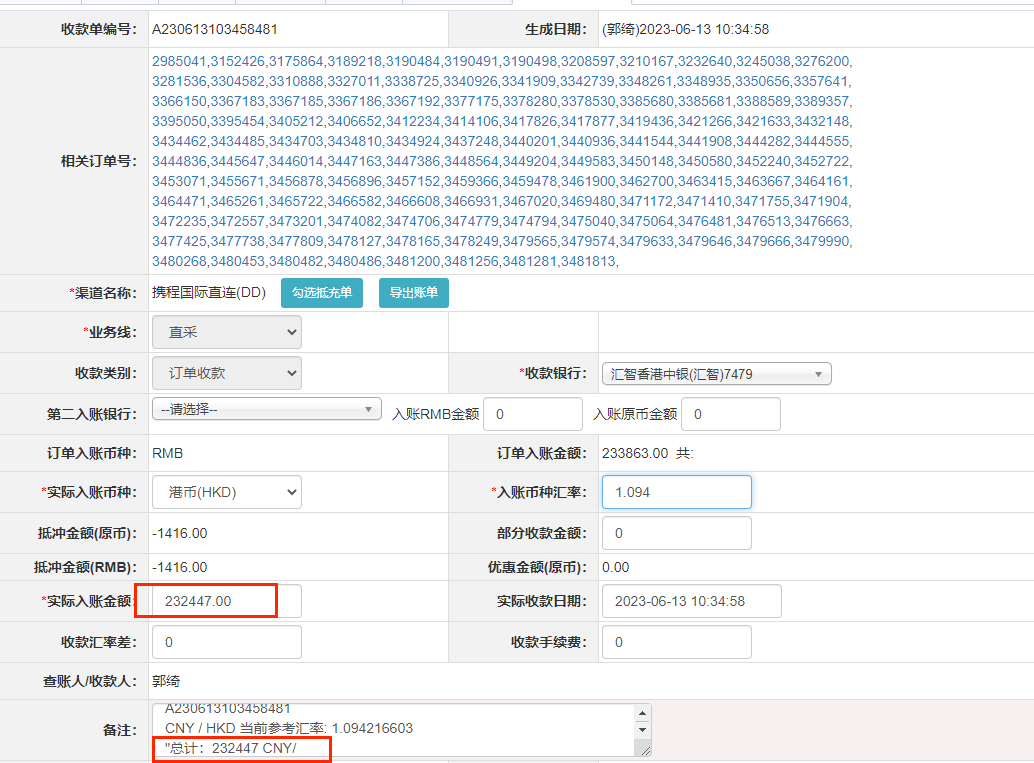 收款单编号: A230613103458481 生成日期: (郭绮)2023-06-13 10:34:58
2985041,3152426,3175864,3189218,3190484,3190491,3190498,3208597,3210167,3232640,3245038,3276200,
3281536,3304582,3310888,3327011,3338725,3340926,3341909,3342739,3348261,3348935,3350656,3357641,
3366150,3367183,3367185,3367186,3367192,3377175,3378280,3378530,3385680,3385681,3388589,3389357,
3395050,3395454,3405212,3406652,3412234,3414106,3417826,3417877,3419436,3421266,3421633,3432148,
3434462,3434485,3434703,3434810,3434924,3437248,3440201,3440936,3441544,3441908,3444282,3444555,
相关订单号: 3444836,3445647,3446014,3447163,3447386,3448564,3449204,3449583,3450148,3450580,3452240,3452722,
3453071,3455671,3456878,3456896,3457152,3459366,3459478,3461900,3462700,3463415,3463667,3464161,
3464471,3465261,3465722,3466582,3466608,3466931,3467020,3469480,3471172,3471410,3471755,3471904,
3472235,3472557,3473201,3474082,3474706,3474779,3474794,3475040,3475064,3476481,3476513,3476663,
3477425,3477738,3477809,3478127,3478165,3478249,3479565,3479574,3479633,3479646,3479666,3479990,
3480268,3480453,3480482,3480486,3481200,3481256,3481281,3481813,
*渠道名称: 携程国际直连(DD) 勾选抵充单 导出账单
*业务线: 直采
收款类别: 订单收款 *收款银行: 汇智香港中银(汇智)7479
第二入账银行: --请选择-- 入账RMB金额 0 入账原币金额 0
订单入账币种: RMB 订单入账金额: 233863.00 共:
*实际入账币种: 港币(HKD) *入账币种汇率: 1.094
抵冲金额(原币): -1416.00 部分收款金额: 0
抵冲金额(RMB): -1416.00 优惠金额(原币): 0.00
*实际入账金额: 232447.00 实际收款日期: 2023-06-13 10:34:58
收款汇率差: 0 收款手续费: 0
查账人/收款人: 郭绮
A230613103458481
备注: CNY / HKD 当前参考汇率: 1.094216603
"总计: 232447 CNY/